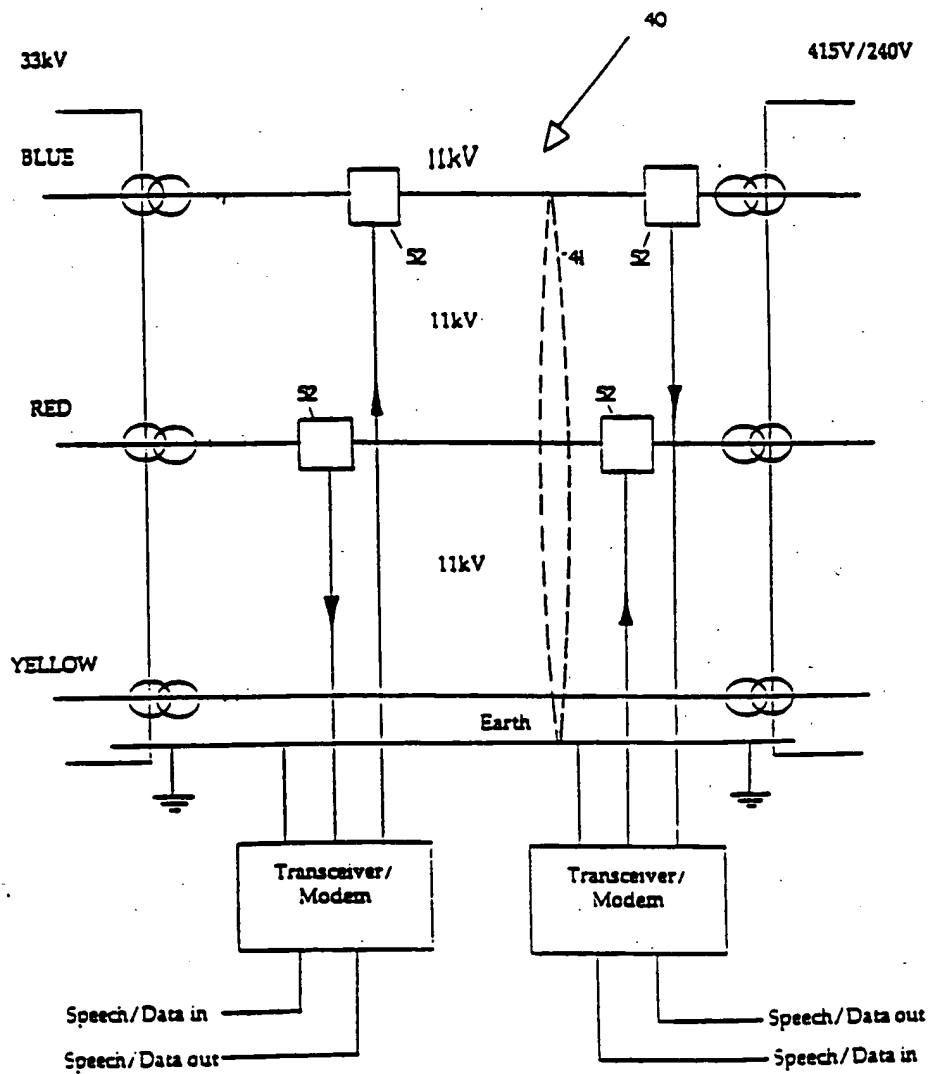 40
33kV
415V/240V
BLUE
11kV
52
41
52
11kV
RED
52
52
11kV
YELLOW
Earth
Transceiver/
Modem
Transceiver/
Modem
Speech/Data in
Speech/Data out
Speech/Data out
Speech/Data in